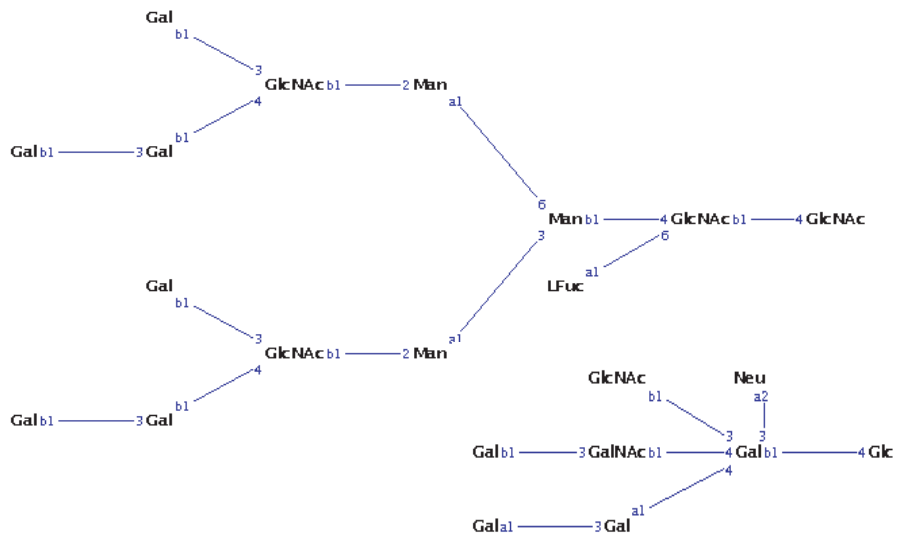 Gal
b1
3
GlcNAc b1 2 Man
4 a1
b1
Gal b1 3 Gal
6
Man b1 4 GlcNAc b1 4 GlcNAc
3 6
a1
LFuc
Gal
b1
3 a1
GlcNAc b1 2 Man
4
b1
Gal b1 3 Gal
GlcNAc Neu
b1 a2
3 3
Gal b1 3 GalNAc b1 4 Gal b1 4 Glc
4
a1
Gal a1 3 Gal